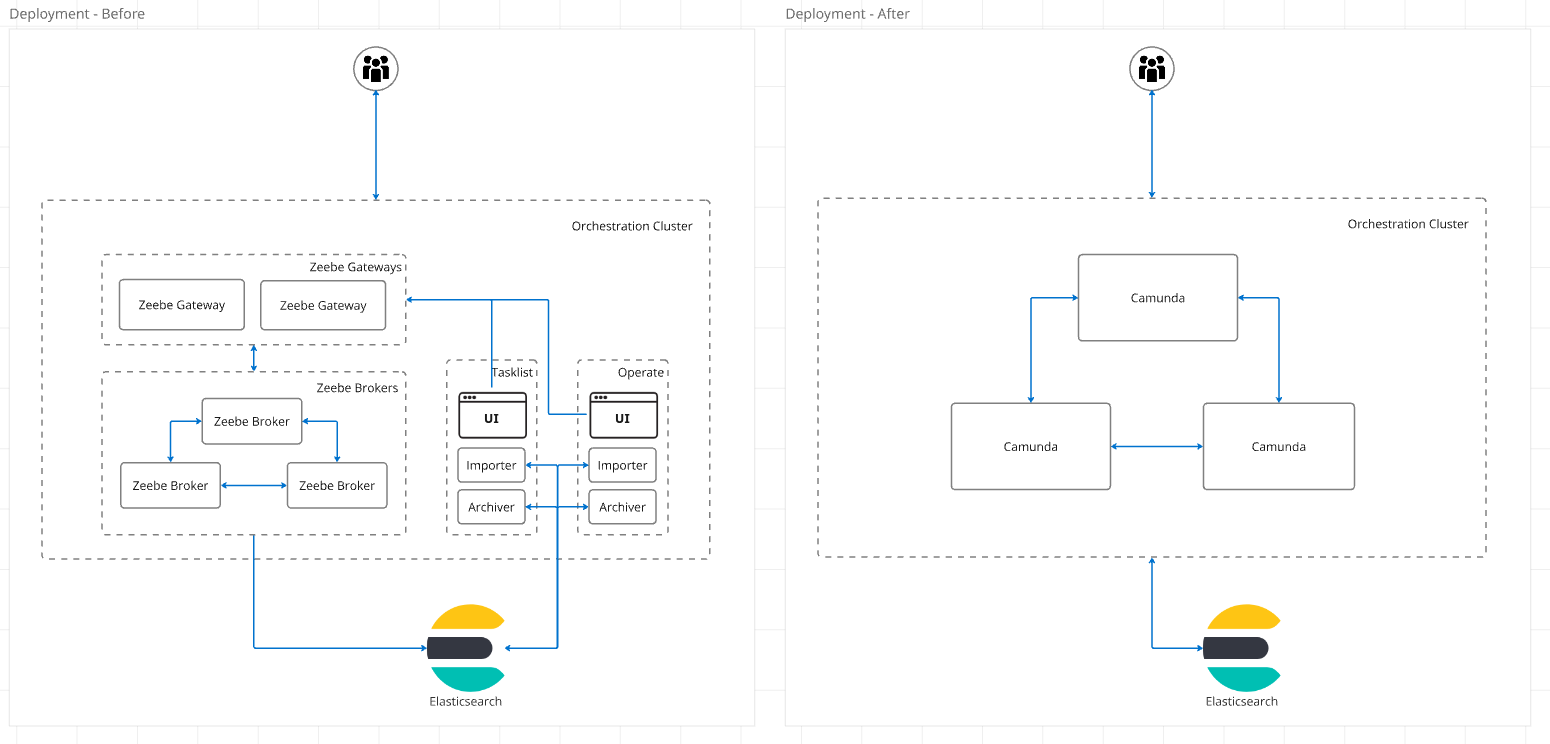 Deployment - Before
Orchestration Cluster
Zeebe Gateways
Zeebe Gateway
Zeebe Gateway
Zeebe Brokers
Zeebe Broker
Zeebe Broker
Zeebe Broker
Tasklist
UI
Importer
Archiver
Operate
UI
Importer
Archiver
Elasticsearch
Deployment - After
Orchestration Cluster
Camunda
Camunda
Camunda
Elasticsearch